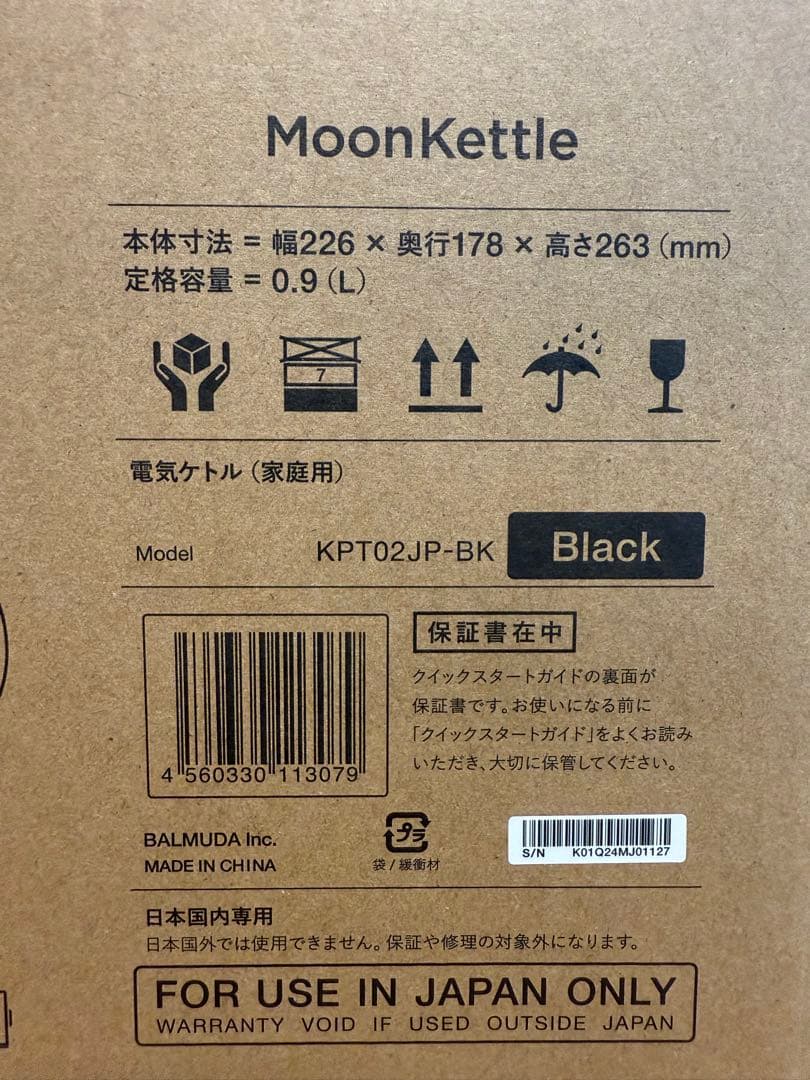 MoonKettle
本体寸法 = 幅226 × 奥行178 × 高さ263（mm）
定格容量 = 0.9（L）
7
電気ケトル（家庭用）
Model KPT02JP-BK Black
4 560330 113079
保証書在中
クイックスタートガイドの裏面が
保証書です。お使いになる前に
「クイックスタートガイド」をよくお読み
いただき、大切に保管してください。
BALMUDA Inc.
MADE IN CHINA
プラ
袋 / 緩衝材
S/N K01Q24MJ01127
日本国内専用
日本国外では使用できません。保証や修理の対象外になります。
FOR USE IN JAPAN ONLY
WARRANTY VOID IF USED OUTSIDE JAPAN